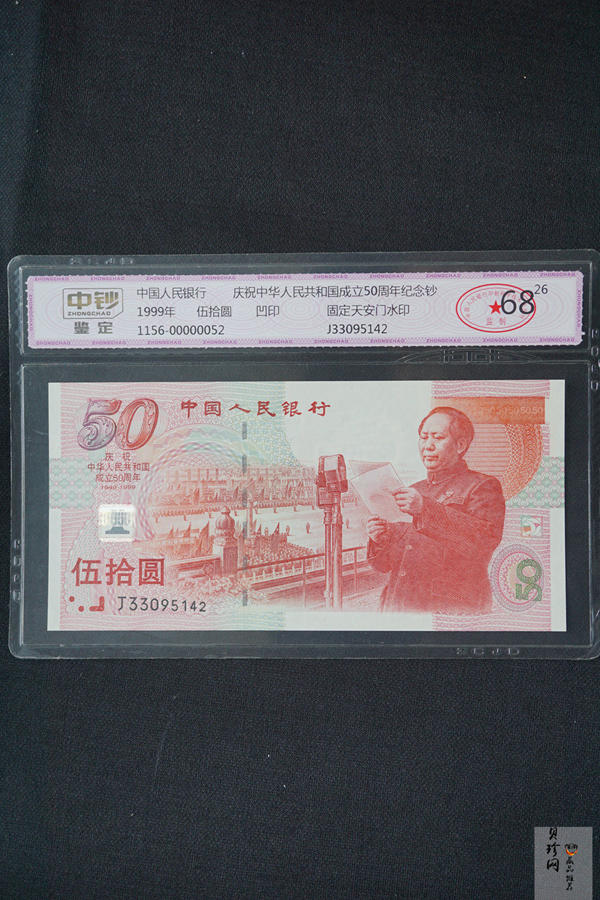 中钞
ZHONGCHAO
鉴定
中国人民银行 庆祝中华人民共和国成立50周年纪念钞
1999年 伍拾圆 凹印 固定天安门水印
1156-00000052 J33095142
68 26
50
中国人民银行
庆祝
中华人民共和国
成立50周年
1949-1999
伍拾圆
J33095142
50
贝珍网